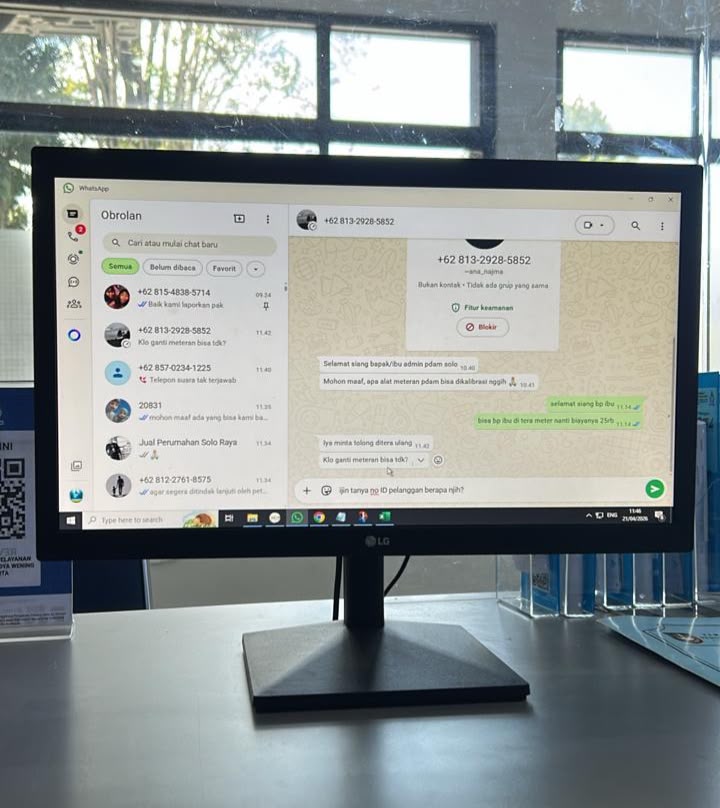 WhatsApp
Obrolan
Cari atau mulai chat baru
Semua
Belum dibaca
Favorit
2
+62 815-4838-5714
09.34
Baik kami laporkan pak
+62 813-2928-5852
11.42
Klo ganti meteran bisa tdk?
+62 857-0234-1225
11.40
Telepon suara tak terjawab
20831
11.35
mohon maaf ada yang bisa kami ba...
Jual Perumahan Solo Raya
11.34
+62 812-2761-8575
11.34
agar segera ditindak lanjuti oleh pet...
+62 813-2928-5852
+62 813-2928-5852
~ana_najma
Bukan kontak • Tidak ada grup yang sama
Fitur keamanan
Blokir
Selamat siang bapak/ibu admin pdam solo 10.40
Mohon maaf, apa alat meteran pdam bisa dikalibrasi nggih 🙏 10.41
selamat siang bp ibu 11.14
bisa bp ibu di tera meter nanti biayanya 25rb 11.14
Iya minta tolong ditera ulang 11.42
Klo ganti meteran bisa tdk?
ijin tanya no ID pelanggan berapa njih?
Type here to search
ENG
11:46
21/04/2026
LG
INI
ELAYANAN
OYA WENING